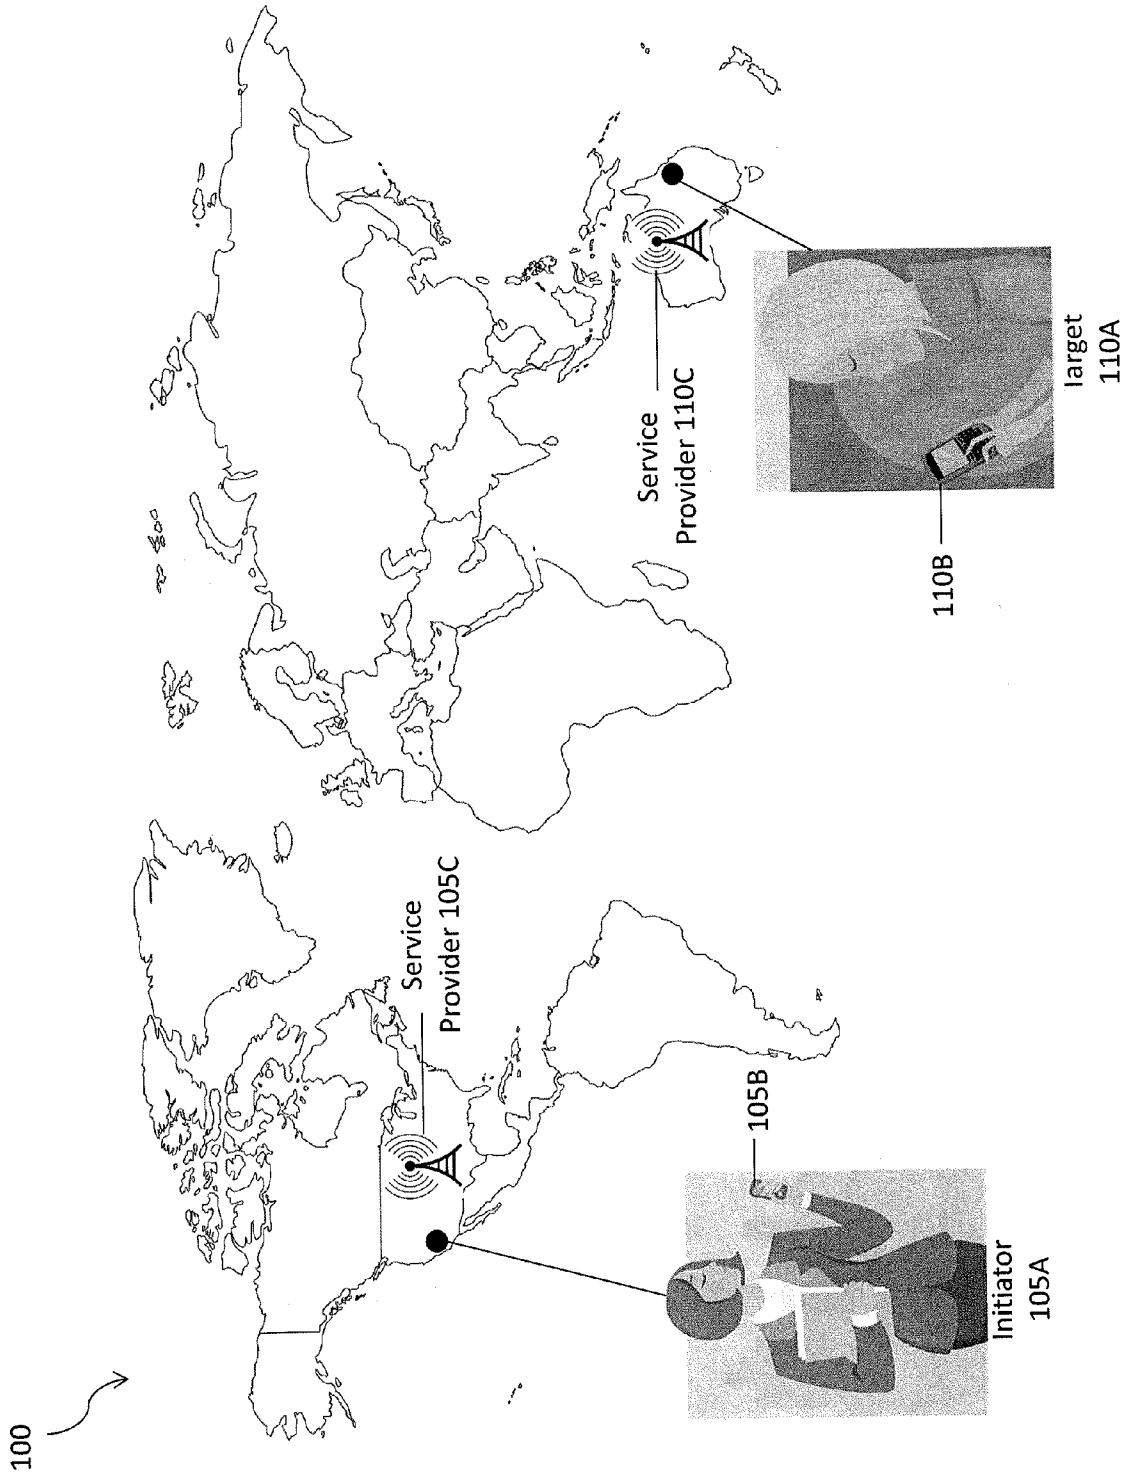 100
Service
Provider 105C
105B
Initiator
105A
Service
Provider 110C
110B
Target
110A